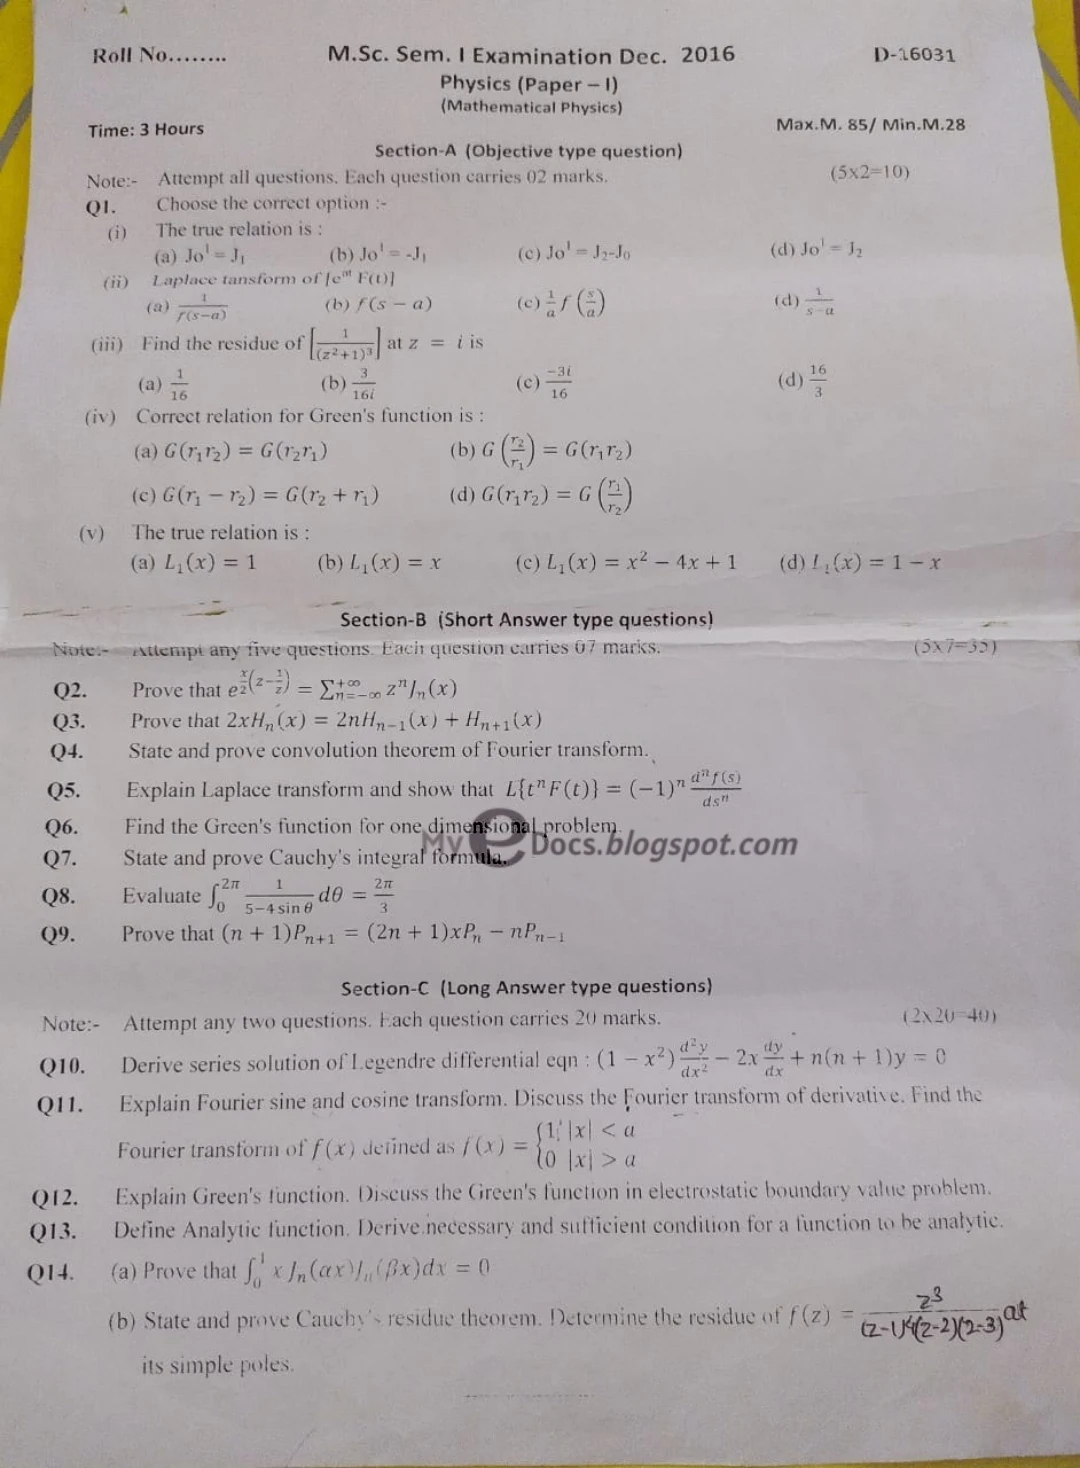 Roll No........ M.Sc. Sem. I Examination Dec. 2016 D-16031
Physics (Paper – I)
(Mathematical Physics)
Time: 3 Hours Max.M. 85/ Min.M.28
Section-A (Objective type question)
Note:- Attempt all questions. Each question carries 02 marks. (5x2=10)
Q1. Choose the correct option :-
(i) The true relation is :
(a) Jo¹ = J₁ (b) Jo¹ = -J₁ (c) Jo¹ = J₂-J₀ (d) Jo¹ = J₂
(ii) Laplace tansform of [eᵃᵗ F(t)]
(a) 1/f(s−a) (b) f(s − a) (c) 1/a f(s/a) (d) 1/s−a
(iii) Find the residue of [1/(z²+1)³] at z = i is
(a) 1/16 (b) 3/16i (c) −3i/16 (d) 16/3
(iv) Correct relation for Green's function is :
(a) G(r₁r₂) = G(r₂r₁) (b) G(r₂/r₁) = G(r₁r₂)
(c) G(r₁ − r₂) = G(r₂ + r₁) (d) G(r₁r₂) = G(r₁/r₂)
(v) The true relation is :
(a) L₁(x) = 1 (b) L₁(x) = x (c) L₁(x) = x² − 4x + 1 (d) L₁(x) = 1 − x
Section-B (Short Answer type questions)
Note:- Attempt any five questions. Each question carries 07 marks. (5x7=35)
Q2. Prove that e^{x/2(z−1/z)} = ∑_{n=−∞}^{+∞} zⁿJₙ(x)
Q3. Prove that 2xHₙ(x) = 2nHₙ₋₁(x) + Hₙ₊₁(x)
Q4. State and prove convolution theorem of Fourier transform.
Q5. Explain Laplace transform and show that L{tⁿF(t)} = (−1)ⁿ dⁿf(s)/dsⁿ
Q6. Find the Green's function for one dimensional problem.
My eDocs.blogspot.com
Q7. State and prove Cauchy's integral formula.
Q8. Evaluate ∫₀^{2π} 1/(5−4 sin θ) dθ = 2π/3
Q9. Prove that (n + 1)Pₙ₊₁ = (2n + 1)xPₙ − nPₙ₋₁
Section-C (Long Answer type questions)
Note:- Attempt any two questions. Each question carries 20 marks. (2x20=40)
Q10. Derive series solution of Legendre differential eqn : (1 − x²) d²y/dx² − 2x dy/dx + n(n + 1)y = 0
Q11. Explain Fourier sine and cosine transform. Discuss the Fourier transform of derivative. Find the
Fourier transform of f(x) defined as f(x) = {1, |x| < a
0 |x| > a
Q12. Explain Green's function. Discuss the Green's function in electrostatic boundary value problem.
Q13. Define Analytic function. Derive necessary and sufficient condition for a function to be analytic.
Q14. (a) Prove that ∫₀¹ x Jₙ(αx)Jₙ(βx)dx = 0
(b) State and prove Cauchy's residue theorem. Determine the residue of f(z) = z³/(z-1)⁴(z-2)(z-3) at
its simple poles.